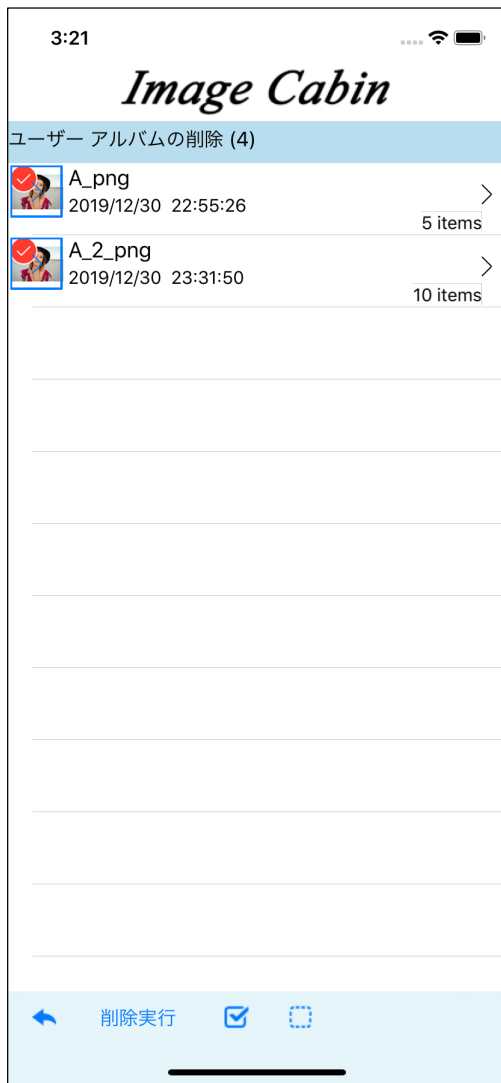 3:21
Image Cabin
ユーザー アルバムの削除 (4)
A_png
2019/12/30 22:55:26
5 items
A_2_png
2019/12/30 23:31:50
10 items
削除実行